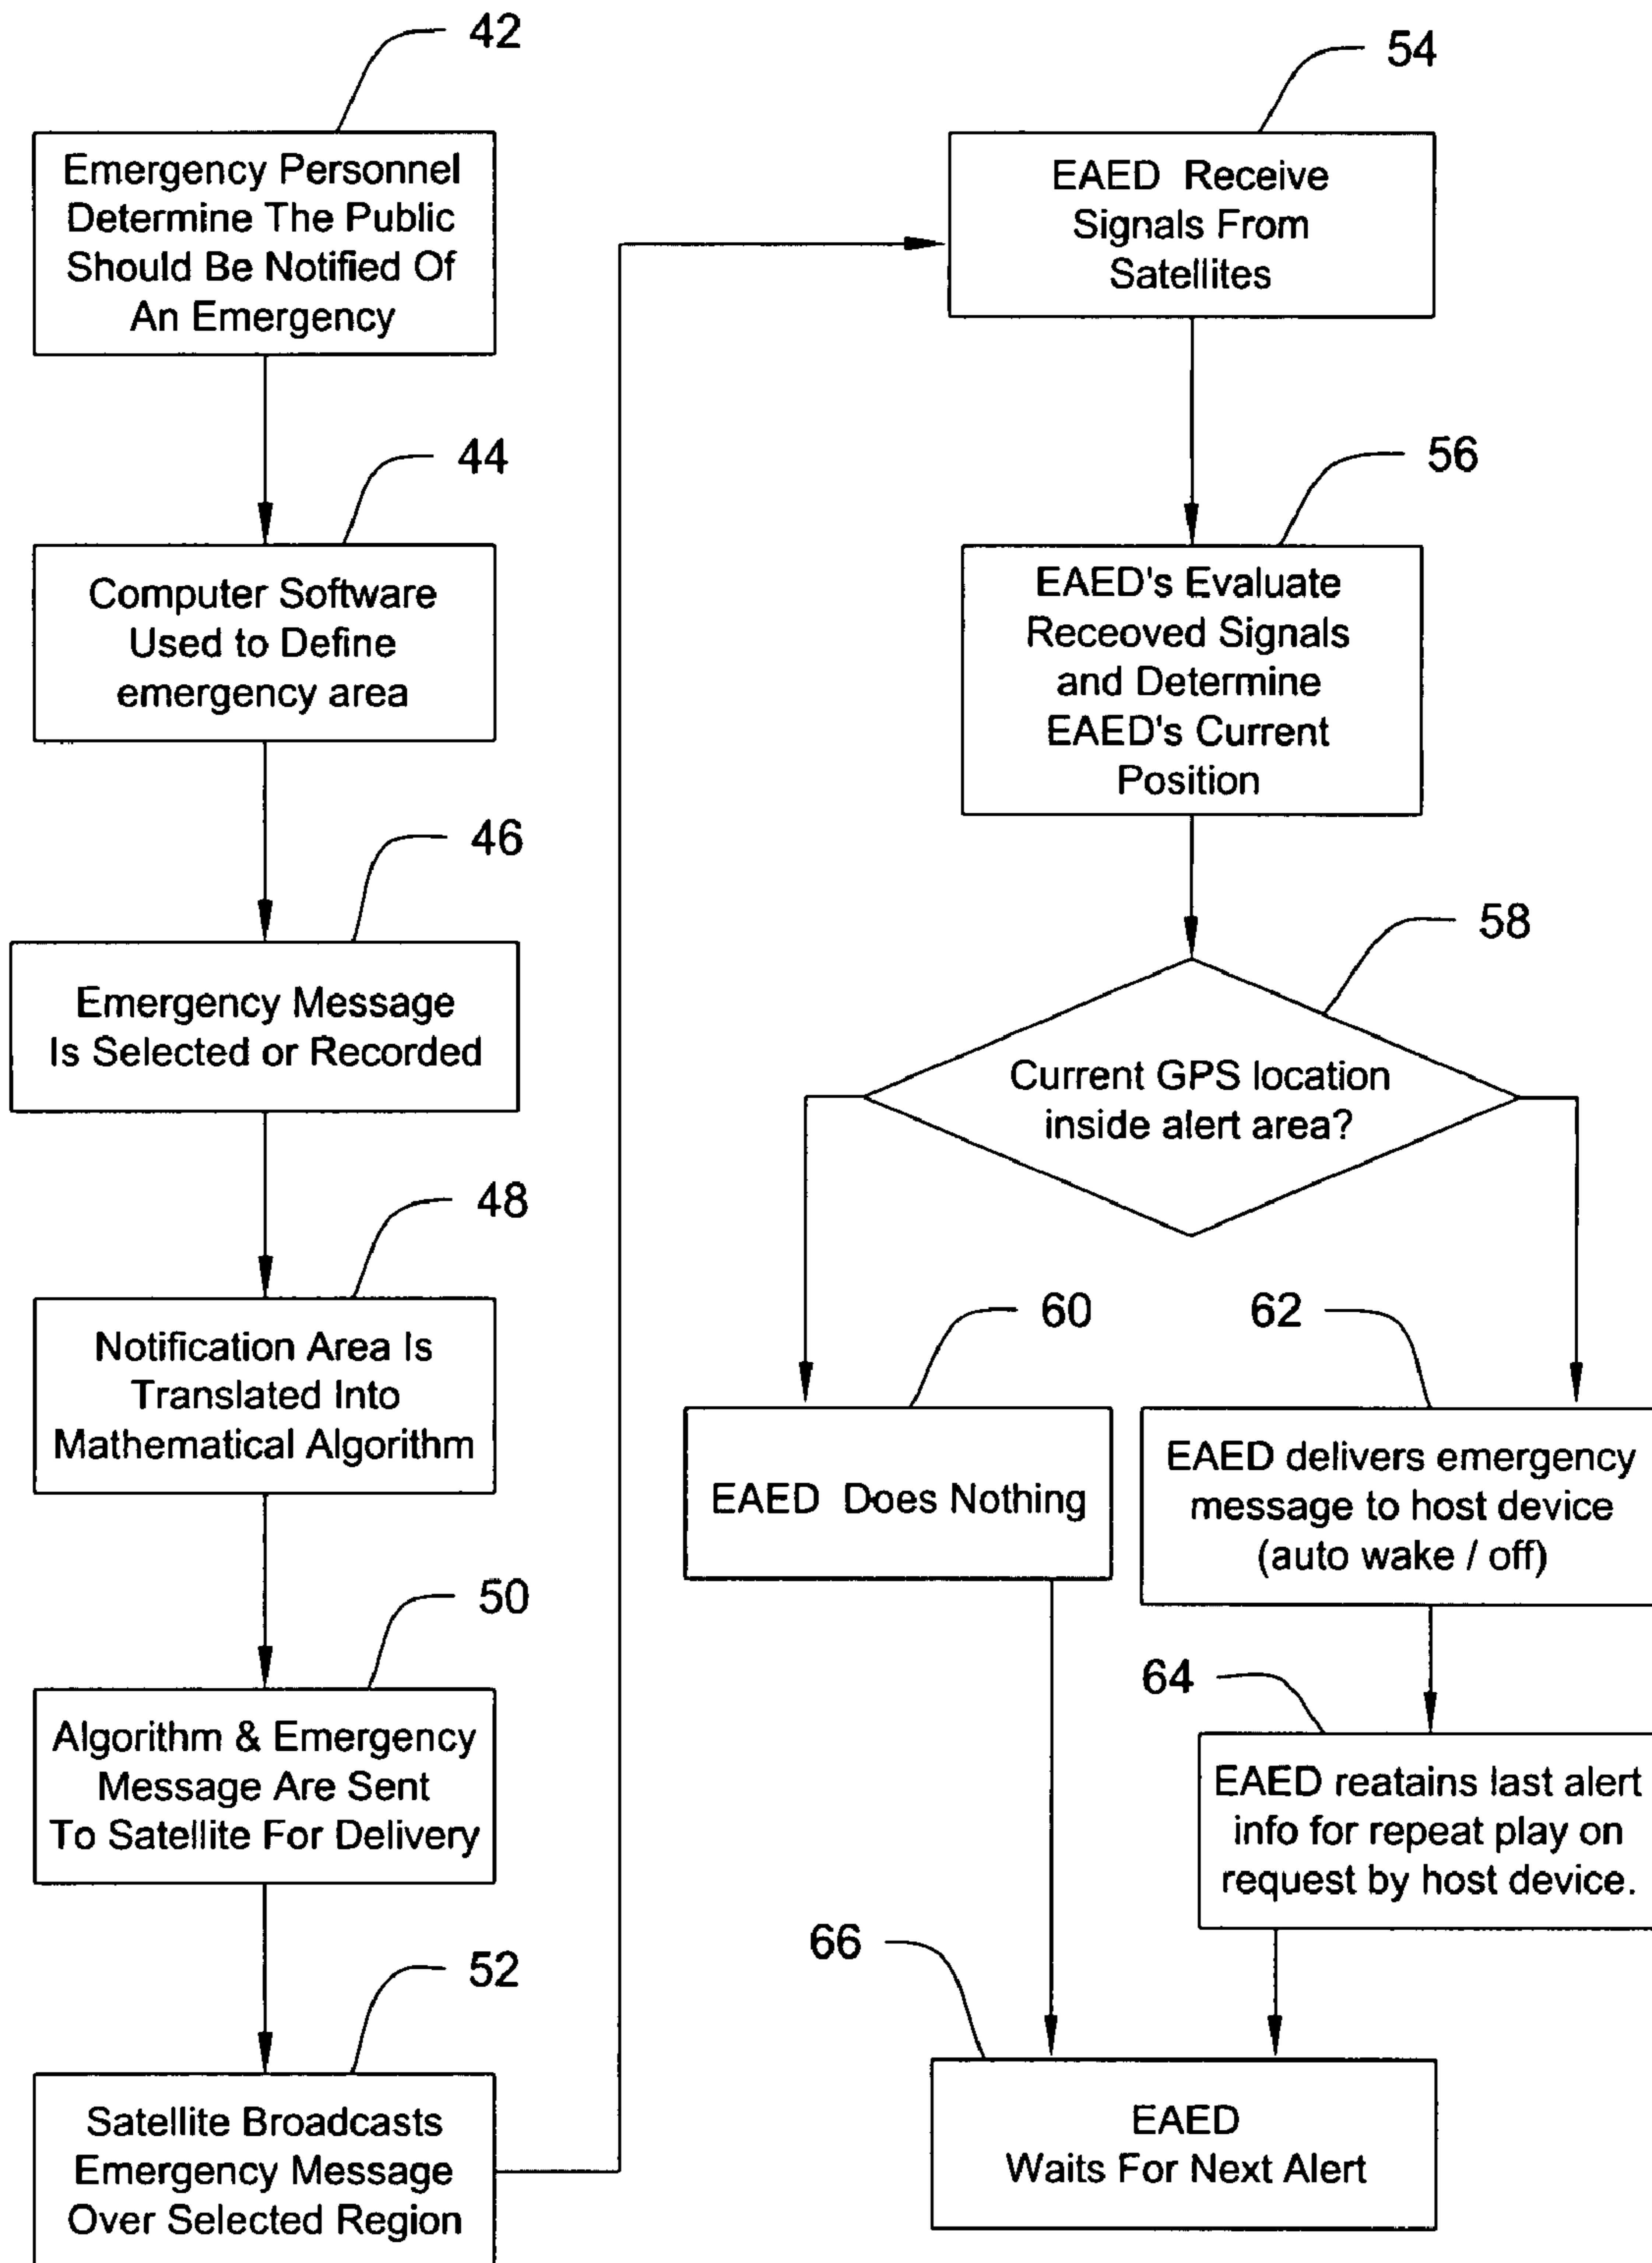 42
Emergency Personnel
Determine The Public
Should Be Notified Of
An Emergency
44
Computer Software
Used to Define
emergency area
46
Emergency Message
Is Selected or Recorded
48
Notification Area Is
Translated Into
Mathematical Algorithm
50
Algorithm & Emergency
Message Are Sent
To Satellite For Delivery
52
Satellite Broadcasts
Emergency Message
Over Selected Region
54
EAED Receive
Signals From
Satellites
56
EAED's Evaluate
Receoved Signals
and Determine
EAED's Current
Position
58
Current GPS location
inside alert area?
60
EAED Does Nothing
62
EAED delivers emergency
message to host device
(auto wake / off)
64
EAED reatains last alert
info for repeat play on
request by host device.
66
EAED
Waits For Next Alert